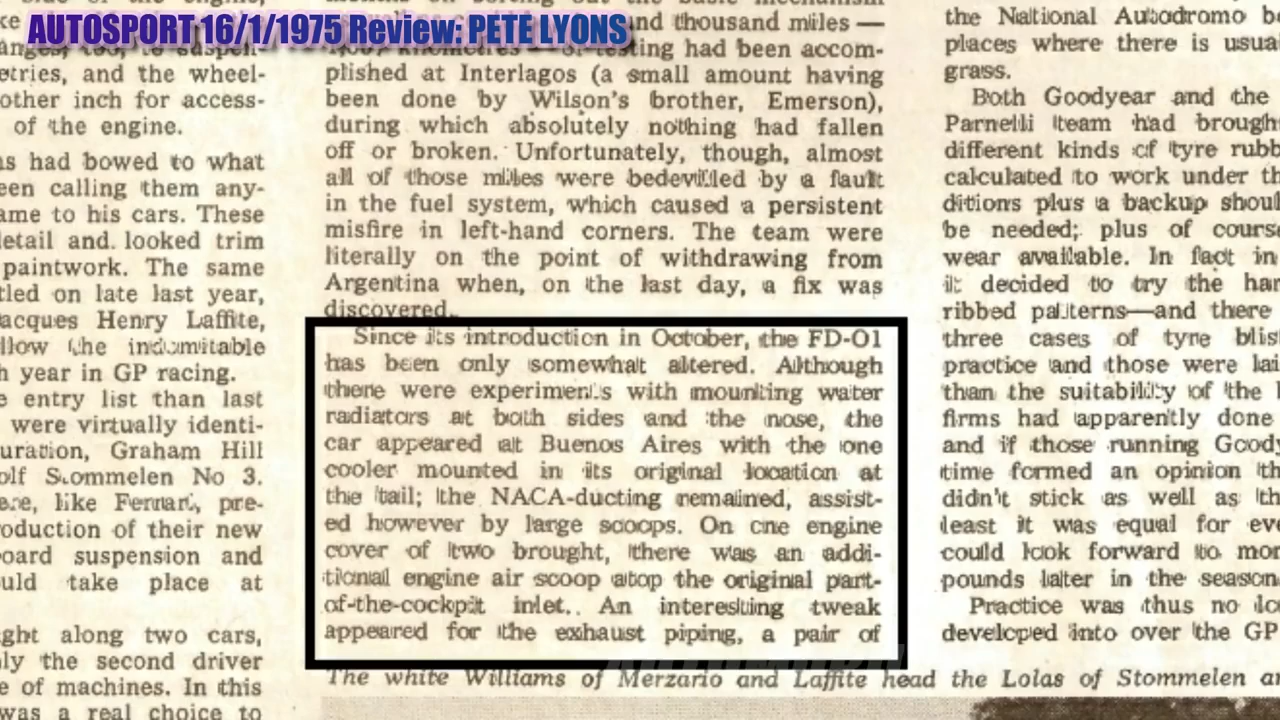 AUTOSPORT 16/1/1975 Review: PETE LYONS
etries, and the wheel-
other inch for access-
of the engine.
s had bowed to what
een calling them any-
ame to his cars. These
detail and looked trim
paintwork. The same
tled on late last year,
acques Henry Laffite,
llow the indomitable
h year in GP racing.
e entry list than last
were virtually identi-
uration, Graham Hill
olf Stommelen No 3.
ere, like Ferrari, pre-
roduction of their new
oard suspension and
uld take place at
ght along two cars,
ly the second driver
e of machines. In this
was a real choice to
nd thousand miles —
ting had been accom-
plished at Interlagos (a small amount having
been done by Wilson's brother, Emerson),
during which absolutely nothing had fallen
off or broken. Unfortunately, though, almost
all of those miles were bedevilled by a fault
in the fuel system, which caused a persistent
misfire in left-hand corners. The team were
literally on the point of withdrawing from
Argentina when, on the last day, a fix was
discovered.
Since its introduction in October, the FD-01
has been only somewhat altered. Although
there were experiments with mounting water
radiators at both sides and the nose, the
car appeared at Buenos Aires with the one
cooler mounted in its original location at
the tail; the NACA-ducting remained, assist-
ed however by large scoops. On one engine
cover of two brought, there was an addi-
tional engine air scoop atop the original part-
of-the-cockpit inlet. An interesting tweak
appeared for the exhaust piping, a pair of
The white Williams of Merzario and Laffite head the Lolas of Stommelen an
the National Autodromo b
places where there is usual
grass.
Both Goodyear and the
Parnelli team had brough
different kinds of tyre rubb
calculated to work under th
ditions plus a backup shoul
be needed; plus of course
wear available. In fact in
it decided to try the har
ribbed patterns—and there
three cases of tyre blis
practice and those were lai
than the suitability of the
firms had apparently done
and if those running Goody
time formed an opinion th
didn't stick as well as th
least it was equal for eve
could look forward to mor
pounds later in the season
Practice was thus no lo
developed into over the GP